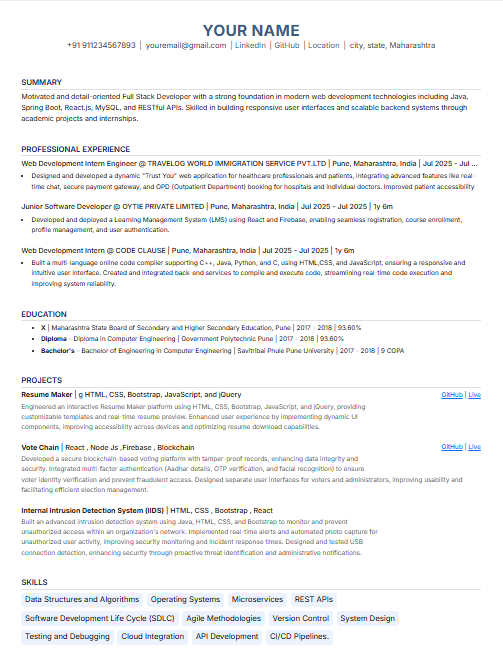 YOUR NAME
+91 911234567893 | youremail@gmail.com | LinkedIn | GitHub | Location | city, state, Maharashtra
SUMMARY
Motivated and detail-oriented Full Stack Developer with a strong foundation in modern web development technologies including Java,
Spring Boot, React.js, MySQL, and RESTful APIs. Skilled in building responsive user interfaces and scalable backend systems through
academic projects and internships.
PROFESSIONAL EXPERIENCE
Web Development Intern Engineer @ TRAVELOG WORLD IMMIGRATION SERVICE PVT.LTD | Pune, Maharashtra, India | Jul 2025 - Jul ...
• Designed and developed a dynamic "Trust You" web application for healthcare professionals and patients, integrating advanced features like real-
time chat, secure payment gateway, and OPD (Outpatient Department) booking for hospitals and individual doctors. Improved patient accessibility
Junior Software Developer @ OYTIE PRIVATE LIMITED | Pune, Maharashtra, India | Jul 2025 - Jul 2025 | 1y 6m
• Developed and deployed a Learning Management System (LMS) using React and Firebase, enabling seamless registration, course enrollment,
profile management, and user authentication.
Web Development Intern @ CODE CLAUSE | Pune, Maharashtra, India | Jul 2025 - Jul 2025 | 1y 6m
• Built a multi-language online code compiler supporting C++, Java, Python, and C, using HTML,CSS, and JavaScript, ensuring a responsive and
intuitive user interface. Created and integrated back-end services to compile and execute code, streamlining real-time code execution and
improving system reliability.
EDUCATION
• X | Maharashtra State Board of Secondary and Higher Secondary Education, Pune | 2017 - 2018 | 93.60%
• Diploma - Diploma in Computer Engineering | Government Polytechnic Pune | 2017 - 2018 | 93.60%
• Bachelor's - Bachelor of Engineering in Computer Engineering | Savitribai Phule Pune University | 2017 - 2018 | 9 CGPA
PROJECTS
Resume Maker | g HTML, CSS, Bootstrap, JavaScript, and jQuery GitHub | Live
Engineered an interactive Resume Maker platform using HTML, CSS, Bootstrap, JavaScript, and jQuery, providing
customizable templates and real-time resume preview. Enhanced user experience by implementing dynamic UI
components, improving accessibility across devices and optimizing resume download capabilities.
Vote Chain | React , Node Js ,Firebase , Blockchain GitHub | Live
Developed a secure blockchain-based voting platform with tamper-proof records, enhancing data integrity and
security. Integrated multi-factor authentication (Aadhar details, OTP verification, and facial recognition) to ensure
voter identity verification and prevent fraudulent access. Designed separate user interfaces for voters and administrators, improving usability and
facilitating efficient election management.
Internal Intrusion Detection System (IIDS) | HTML, CSS , Bootstrap , React
Built an advanced intrusion detection system using Java, HTML, CSS, and Bootstrap to monitor and prevent
unauthorized access within an organization's network. Implemented real-time alerts and automated photo capture for
unauthorized user activity, improving security monitoring and incident response times. Designed and tested USB
connection detection, enhancing security through proactive threat identification and administrative notifications.
SKILLS
Data Structures and Algorithms Operating Systems Microservices REST APIs
Software Development Life Cycle (SDLC) Agile Methodologies Version Control System Design
Testing and Debugging Cloud Integration API Development CI/CD Pipelines.